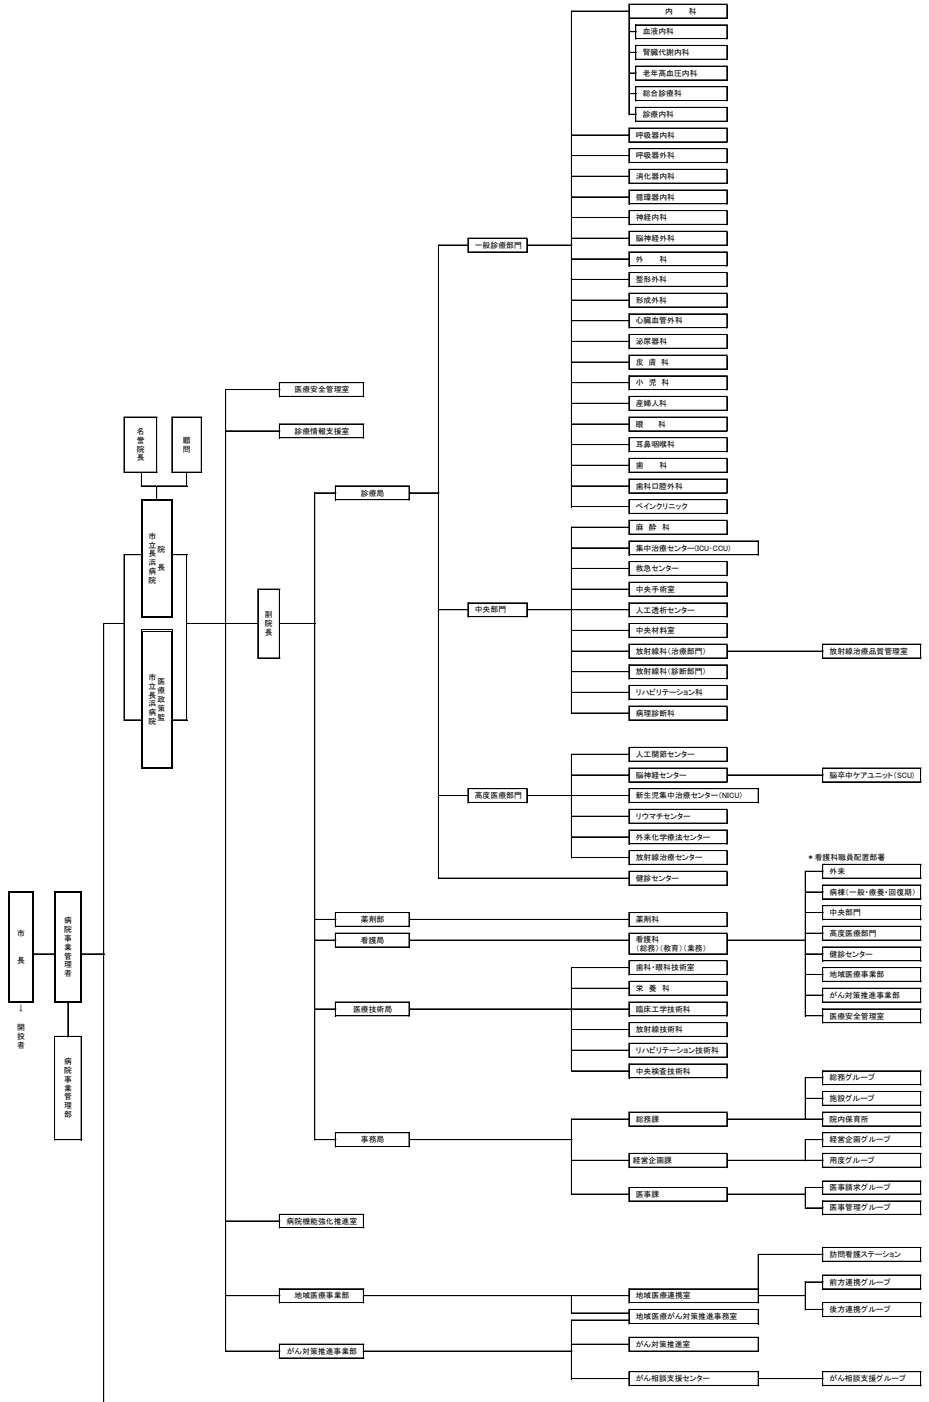 内　科
血液内科
腎臓代謝内科
老年高血圧内科
総合診療科
診療内科
呼吸器内科
呼吸器外科
消化器内科
循環器内科
神経内科
脳神経外科
一般診療部門
外　科
整形外科
形成外科
心臓血管外科
泌尿器科
皮 膚 科
小 児 科
産婦人科
眼　科
耳鼻咽喉科
歯　科
歯科口腔外科
ペインクリニック
医療安全管理室
診療情報支援室
名誉院長
顧問
市立長浜病院
院長
市立長浜病院
医療政策監
副院長
診療局
麻 酔 科
集中治療センター(ICU・CCU)
救急センター
中央手術室
中央部門
人工透析センター
中央材料室
放射線科(治療部門)
放射線治療品質管理室
放射線科(診断部門)
リハビリテーション科
病理診断科
人工関節センター
脳神経センター
脳卒中ケアユニット(SCU)
高度医療部門
新生児集中治療センター(NICU)
リウマチセンター
外来化学療法センター
放射線治療センター
健診センター
市　長
↓
開設者
病院事業管理者
病院事業管理部
薬剤部
薬剤科
看護局
看護科
(総務)(教育)(業務)
＊看護科職員配置部署
外来
病棟(一般・療養・回復期)
中央部門
高度医療部門
健診センター
地域医療事業部
がん対策推進事業部
医療安全管理室
医療技術局
歯科・眼科技術室
栄 養 科
臨床工学技術科
放射線技術科
リハビリテーション技術科
中央検査技術科
事務局
総務課
総務グループ
施設グループ
院内保育所
経営企画課
経営企画グループ
用度グループ
医事課
医事請求グループ
医事管理グループ
病院機能強化推進室
地域医療事業部
地域医療連携室
訪問看護ステーション
前方連携グループ
後方連携グループ
地域医療がん対策推進事務室
がん対策推進事業部
がん対策推進室
がん相談支援センター
がん相談支援グループ